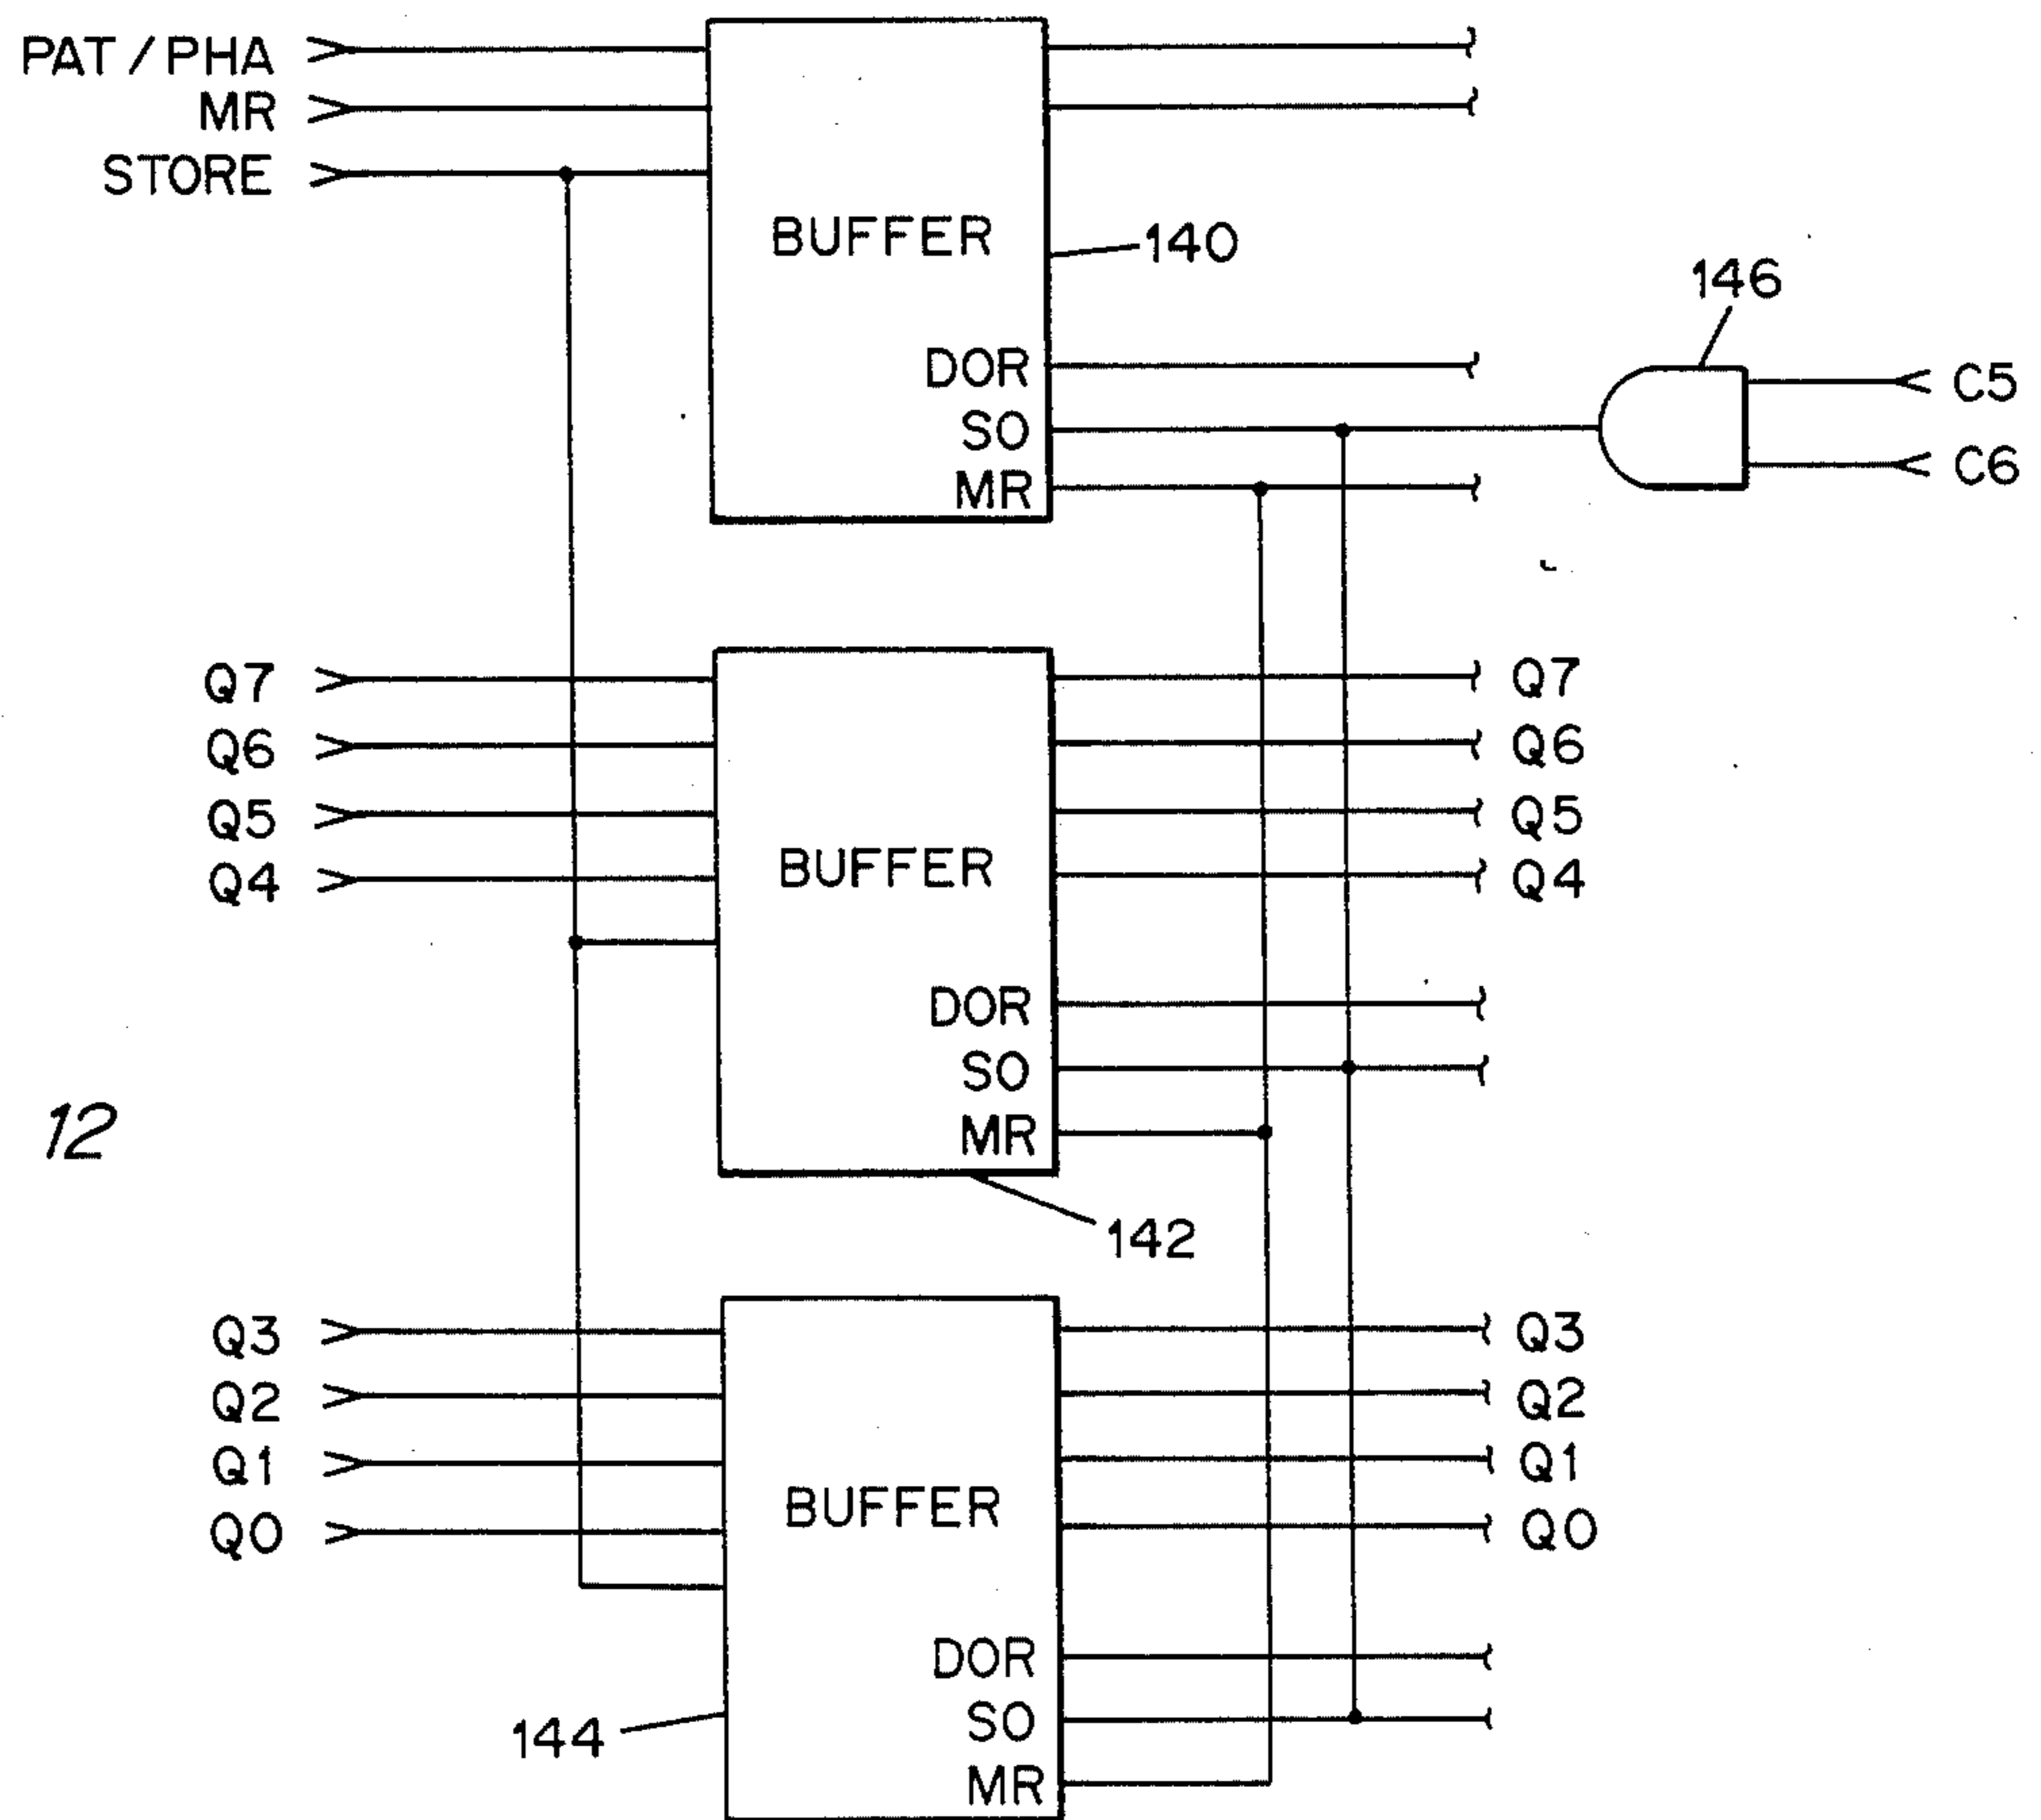 PAT / PHA
MR
STORE
BUFFER
140
146
DOR
SO
MR
C5
C6
Q7
Q6
Q5
Q4
BUFFER
Q7
Q6
Q5
Q4
DOR
SO
MR
12
142
Q3
Q2
Q1
Q0
BUFFER
Q3
Q2
Q1
Q0
DOR
SO
MR
144